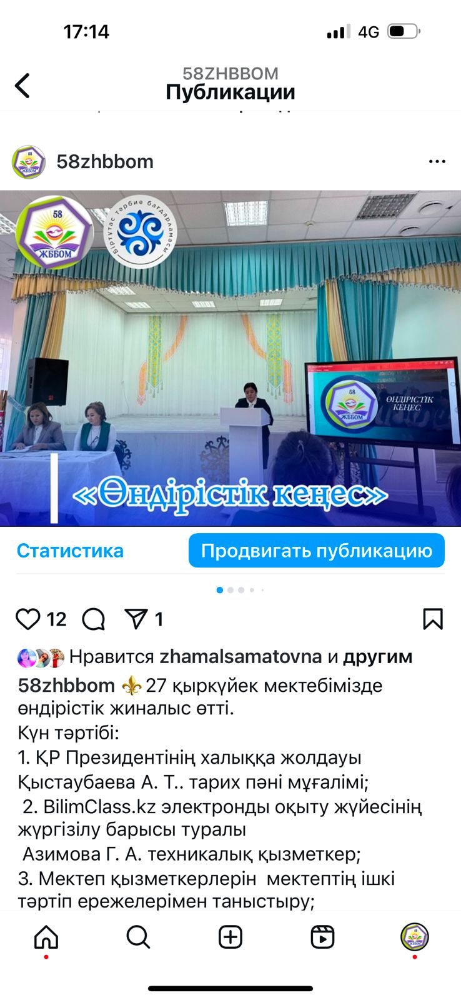 17:14
4G
58ZHBBOM
Публикации
58zhbbom
58
ЖББОМ
Біртұтас тәрбие бағдарламасы
58
ЖББОМ
ӨНДІРІСТІК
КЕҢЕС
«Өндірістік кеңес»
Статистика
Продвигать публикацию
12
1
Нравится zhamalsamatovna и другим
58zhbbom ⚜️27 қыркүйек мектебімізде
өндірістік жиналыс өтті.
Күн тәртібі:
1. ҚР Президентінің халыққа жолдауы
Қыстаубаева А. Т.. тарих пәні мұғалімі;
2. BilimClass.kz электронды оқыту жүйесінің
жүргізілу барысы туралы
Азимова Г. А. техникалық қызметкер;
3. Мектеп қызметкерлерін  мектептің ішкі
тәртіп ережелерімен таныстыру;